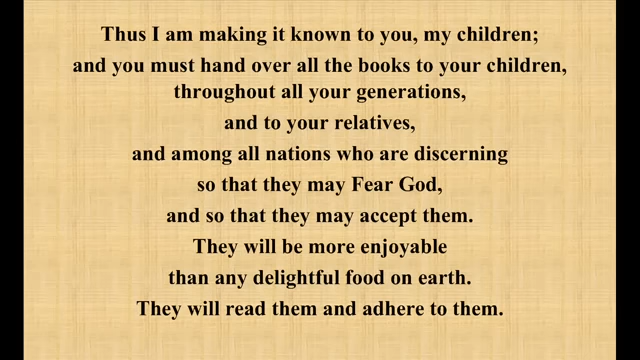 Thus I am making it known to you, my children;
and you must hand over all the books to your children,
throughout all your generations,
and to your relatives,
and among all nations who are discerning
so that they may Fear God,
and so that they may accept them.
They will be more enjoyable
than any delightful food on earth.
They will read them and adhere to them.